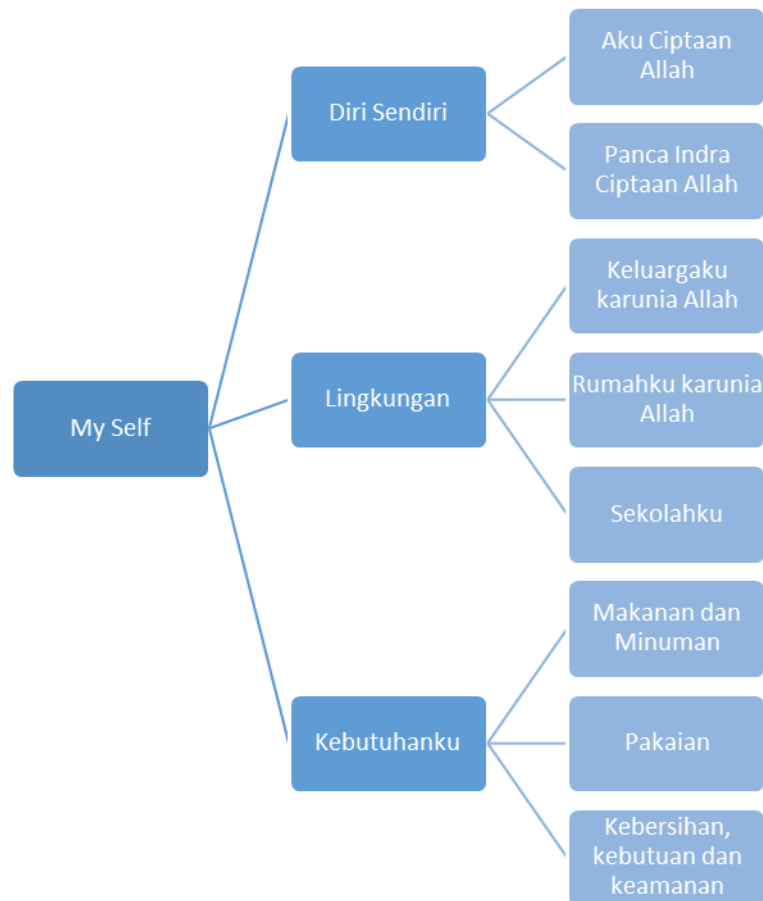 My Self
Diri Sendiri
Aku Ciptaan
Allah
Panca Indra
Ciptaan Allah
Lingkungan
Keluargaku
karunia Allah
Rumahku karunia
Allah
Sekolahku
Kebutuhanku
Makanan dan
Minuman
Pakaian
Kebersihan,
kebutuan dan
keamanan